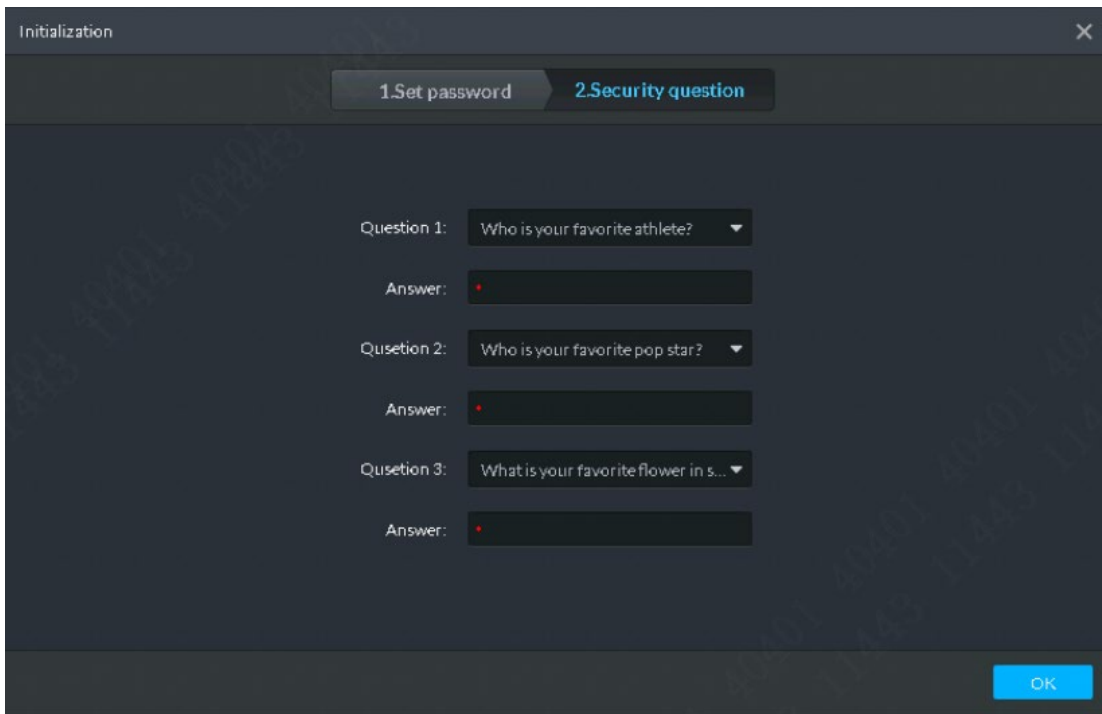 Initialization
1.Set password
2.Security question
Question 1:
Who is your favorite athlete?
Answer:
Qusetion 2:
Who is your favorite pop star?
Answer:
Qusetion 3:
What is your favorite flower in s...
Answer:
OK